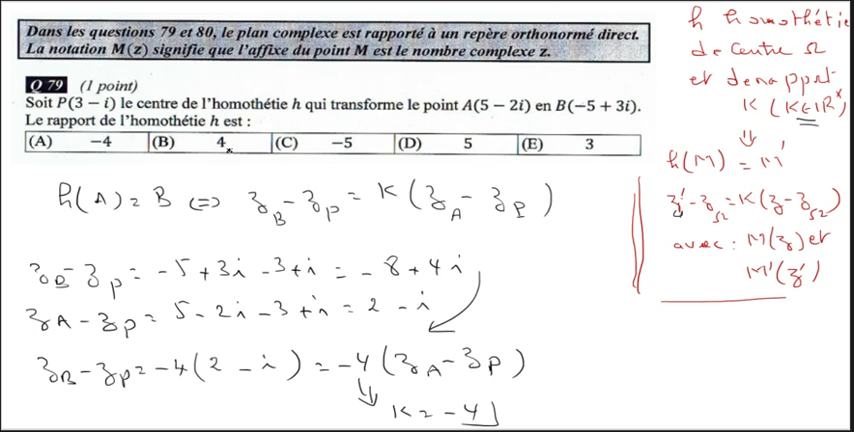 Dans les questions 79 et 80, le plan complexe est rapporté à un repère orthonormé direct.
La notation M(z) signifie que l'affixe du point M est le nombre complexe z.
Q 79 (1 point)
Soit P(3 − i) le centre de l'homothétie h qui transforme le point A(5 − 2i) en B(−5 + 3i).
Le rapport de l'homothétie h est :
(A) −4 (B) 4 (C) −5 (D) 5 (E) 3
h(A) = B ⇔ z_B − z_P = K(z_A − z_P)
z_B − z_P = −5 + 3i − 3 + i = −8 + 4i
z_A − z_P = 5 − 2i − 3 + i = 2 − i
z_B − z_P = −4(2 − i) = −4(z_A − z_P)
⇓
K = −4
h homothétie
de centre Ω
et de rapport
K (K∈ℝ*)
⇓
h(M) = M'
z' − z_Ω = K(z − z_Ω)
avec : M(z) et
M'(z')